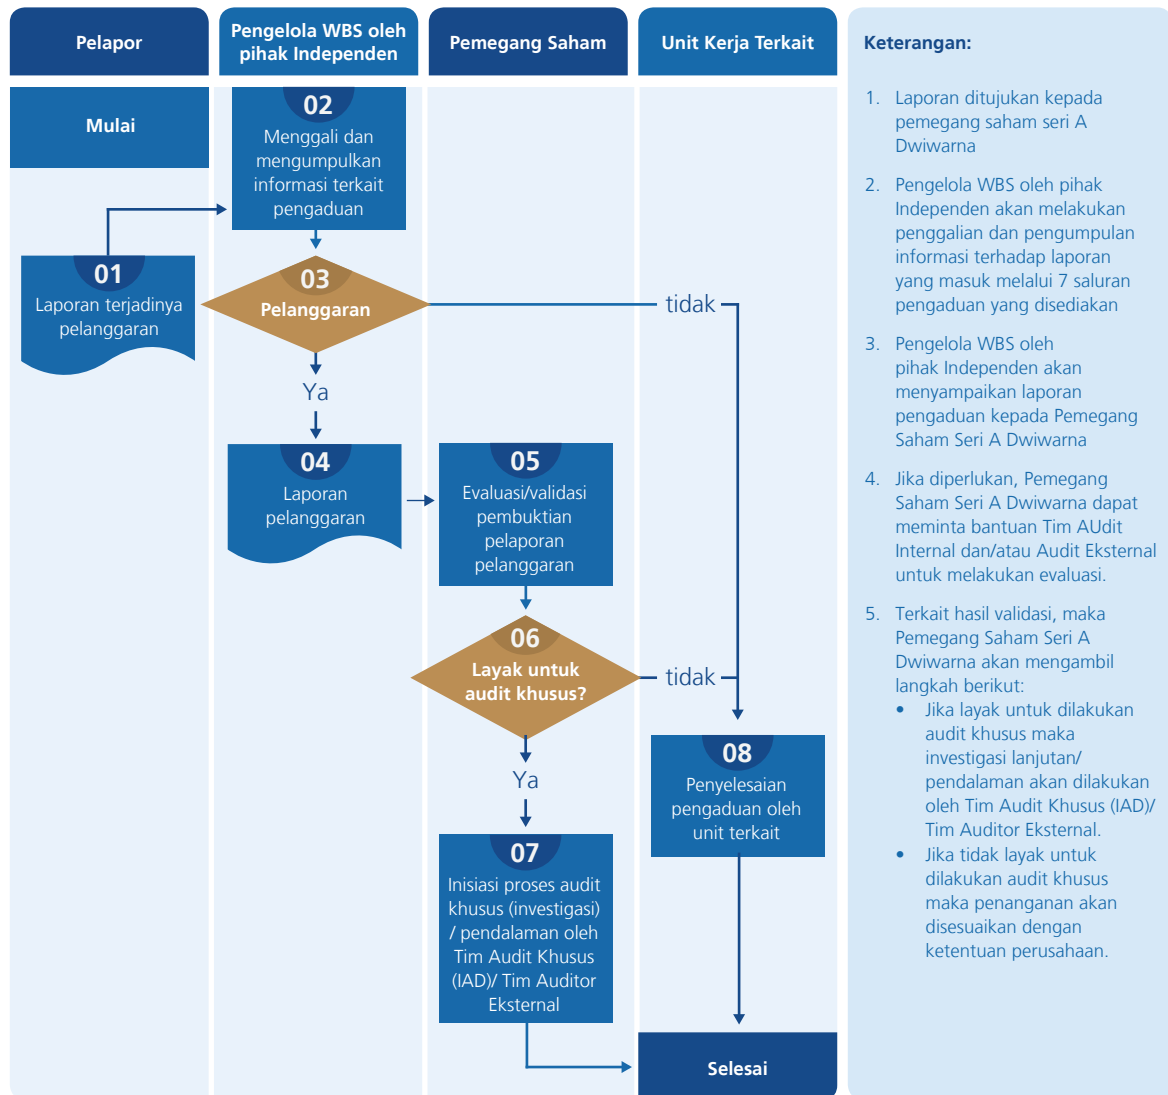 Pelapor
Pengelola WBS oleh
pihak Independen
Pemegang Saham
Unit Kerja Terkait
Mulai
01
Laporan terjadinya
pelanggaran
02
Menggali dan
mengumpulkan
informasi terkait
pengaduan
03
Pelanggaran
tidak
Ya
04
Laporan
pelanggaran
05
Evaluasi/validasi
pembuktian
pelaporan
pelanggaran
06
Layak untuk
audit khusus?
tidak
Ya
07
Inisiasi proses audit
khusus (investigasi)
/ pendalaman oleh
Tim Audit Khusus
(IAD)/ Tim Auditor
Eksternal
08
Penyelesaian
pengaduan oleh
unit terkait
Selesai
Keterangan:
1. Laporan ditujukan kepada
pemegang saham seri A
Dwiwarna
2. Pengelola WBS oleh pihak
Independen akan melakukan
penggalian dan pengumpulan
informasi terhadap laporan
yang masuk melalui 7 saluran
pengaduan yang disediakan
3. Pengelola WBS oleh
pihak Independen akan
menyampaikan laporan
pengaduan kepada Pemegang
Saham Seri A Dwiwarna
4. Jika diperlukan, Pemegang
Saham Seri A Dwiwarna dapat
meminta bantuan Tim AUdit
Internal dan/atau Audit Eksternal
untuk melakukan evaluasi.
5. Terkait hasil validasi, maka
Pemegang Saham Seri A
Dwiwarna akan mengambil
langkah berikut:
• Jika layak untuk dilakukan
audit khusus maka
investigasi lanjutan/
pendalaman akan dilakukan
oleh Tim Audit Khusus (IAD)/
Tim Auditor Eksternal.
• Jika tidak layak untuk
dilakukan audit khusus
maka penanganan akan
disesuaikan dengan
ketentuan perusahaan.